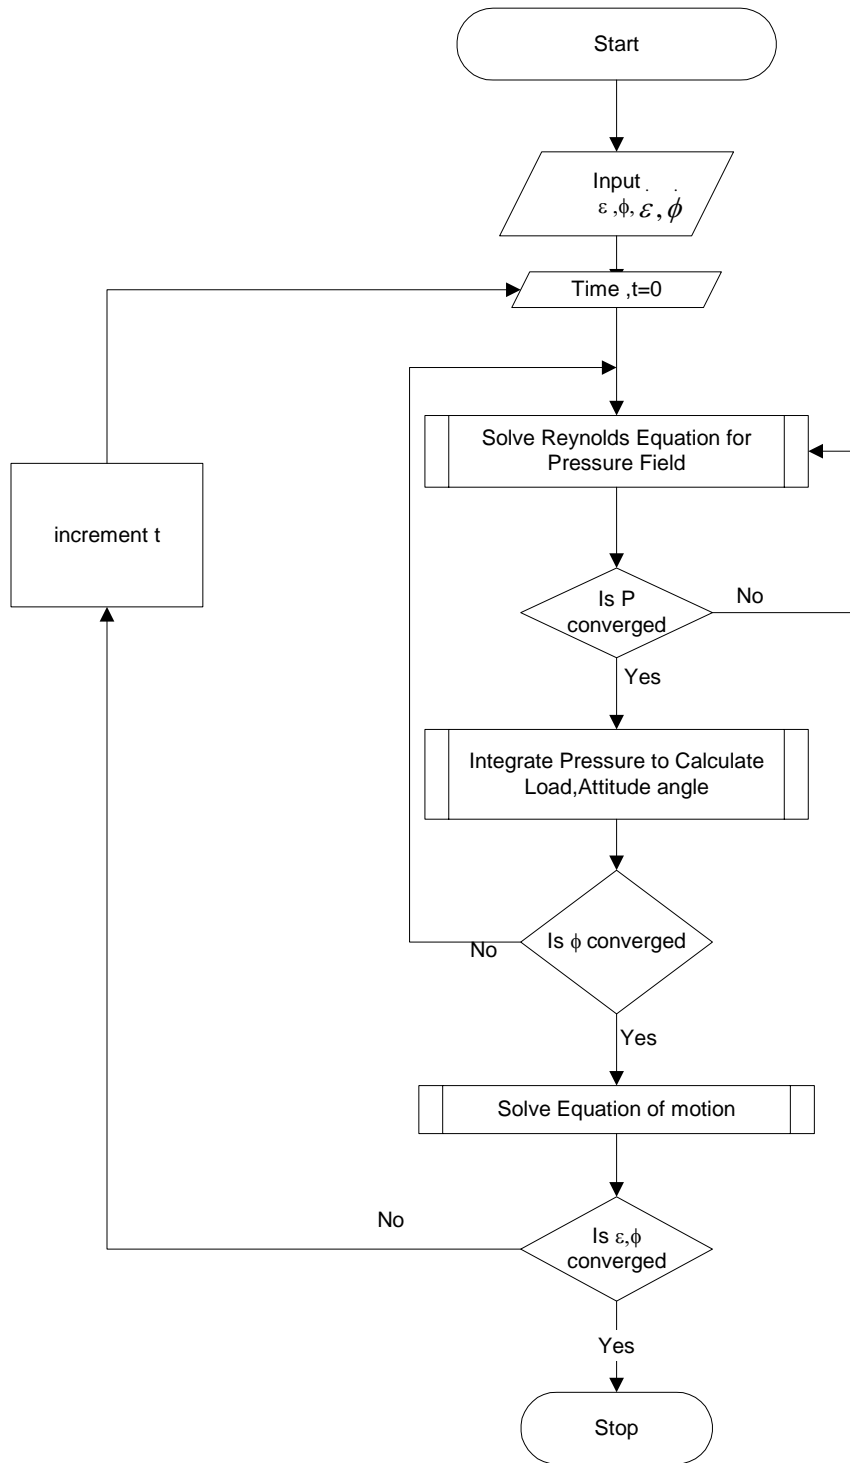 Start
Input
ε ,ϕ, ε̇, ϕ̇
Time ,t=0
Solve Reynolds Equation for
Pressure Field
increment t
Is P
converged
No
Yes
Integrate Pressure to Calculate
Load,Attitude angle
Is ϕ converged
No
Yes
Solve Equation of motion
No
Is ε,ϕ
converged
Yes
Stop